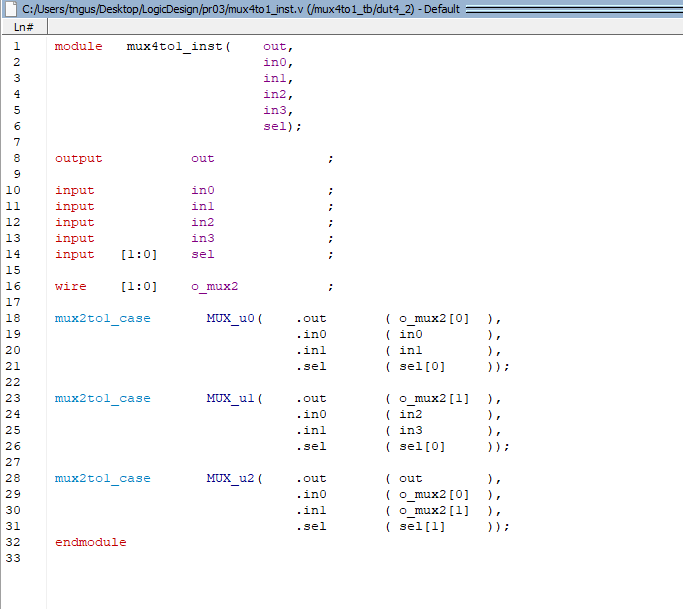 C:/Users/tngus/Desktop/LogicDesign/pr03/mux4to1_inst.v (/mux4to1_tb/dut4_2) - Default
Ln#
1 module mux4to1_inst( out,
2 in0,
3 in1,
4 in2,
5 in3,
6 sel);
7
8 output out ;
9
10 input in0 ;
11 input in1 ;
12 input in2 ;
13 input in3 ;
14 input [1:0] sel ;
15
16 wire [1:0] o_mux2 ;
17
18 mux2to1_case MUX_u0( .out ( o_mux2[0] ),
19 .in0 ( in0 ),
20 .in1 ( in1 ),
21 .sel ( sel[0] ));
22
23 mux2to1_case MUX_u1( .out ( o_mux2[1] ),
24 .in0 ( in2 ),
25 .in1 ( in3 ),
26 .sel ( sel[0] ));
27
28 mux2to1_case MUX_u2( .out ( out ),
29 .in0 ( o_mux2[0] ),
30 .in1 ( o_mux2[1] ),
31 .sel ( sel[1] ));
32 endmodule
33